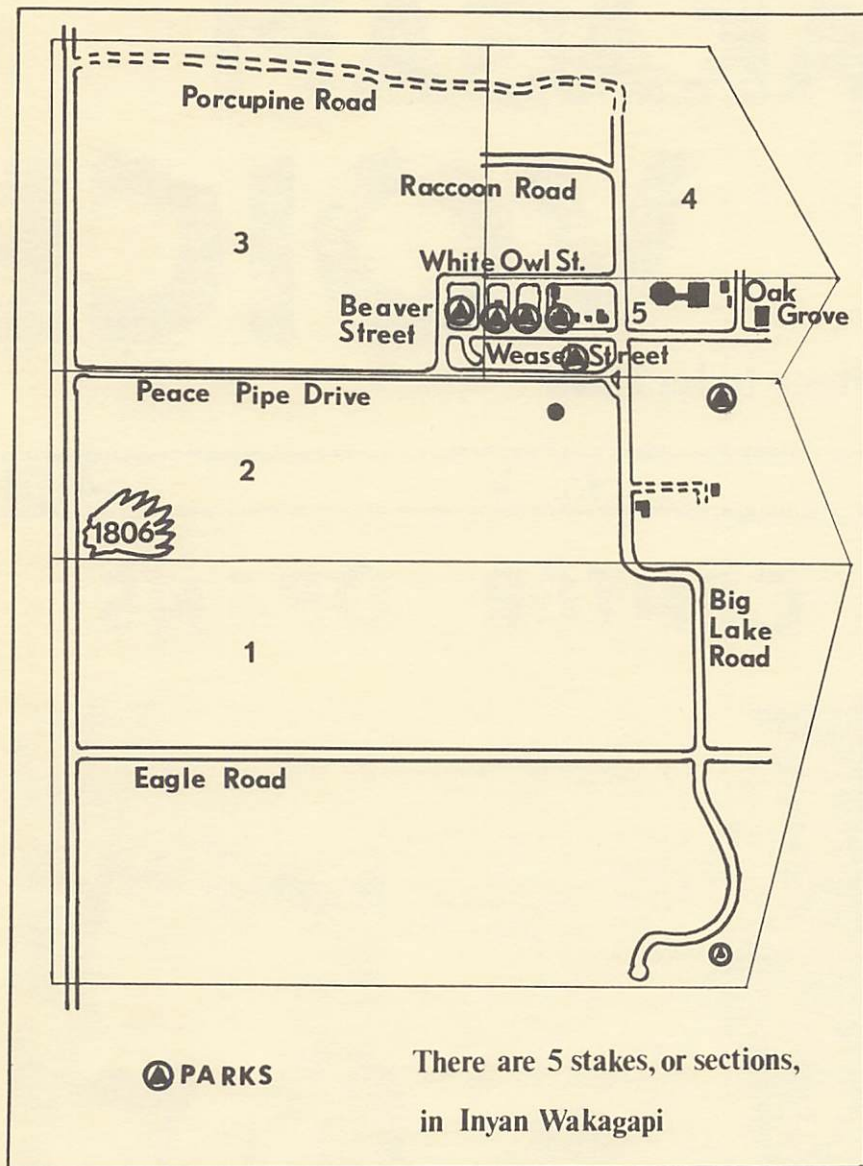 Porcupine Road
Raccoon Road
4
3
White Owl St.
Beaver
Street
5
Oak
Grove
Weasel Street
Peace Pipe Drive
2
1806
Big
Lake
Road
1
Eagle Road
PARKS
There are 5 stakes, or sections,
in Inyan Wakagapi